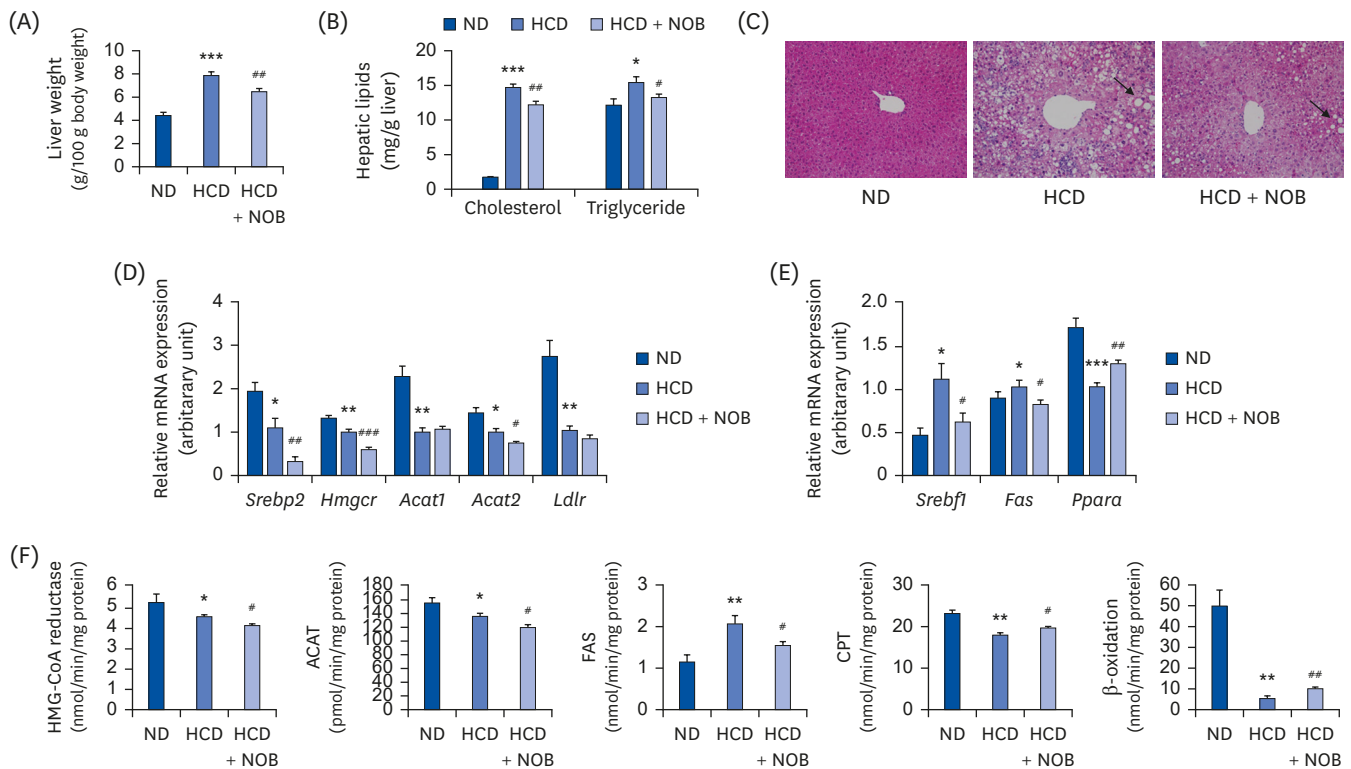 (A)
Liver weight
(g/100 g body weight)
10
8
6
4
2
0
***
##
ND HCD HCD
+ NOB
(B)
ND HCD HCD + NOB
Hepatic lipids
(mg/g liver)
20
15
10
5
0
***
##
*
#
Cholesterol Triglyceride
(C)
ND HCD HCD + NOB
(D)
Relative mRNA expression
(arbitarary unit)
4
3
2
1
0
*
##
**
###
**
*
#
**
Srebp2 Hmgcr Acat1 Acat2 Ldlr
ND
HCD
HCD + NOB
(E)
Relative mRNA expression
(arbitarary unit)
2.0
1.5
1.0
0.5
0
*
#
*
#
***
##
Srebf1 Fas Ppara
ND
HCD
HCD + NOB
(F)
HMG-CoA reductase
(nmol/min/mg protein)
6
5
4
3
2
1
0
*
#
ND HCD HCD
+ NOB
ACAT
(pmol/min/mg protein)
180
160
140
120
100
80
60
40
20
0
*
#
ND HCD HCD
+ NOB
FAS
(nmol/min/mg protein)
3
2
1
0
**
#
ND HCD HCD
+ NOB
CPT
(nmol/min/mg protein)
30
20
10
0
**
#
ND HCD HCD
+ NOB
β-oxidation
(nmol/min/mg protein)
60
50
40
30
20
10
0
**
##
ND HCD HCD
+ NOB